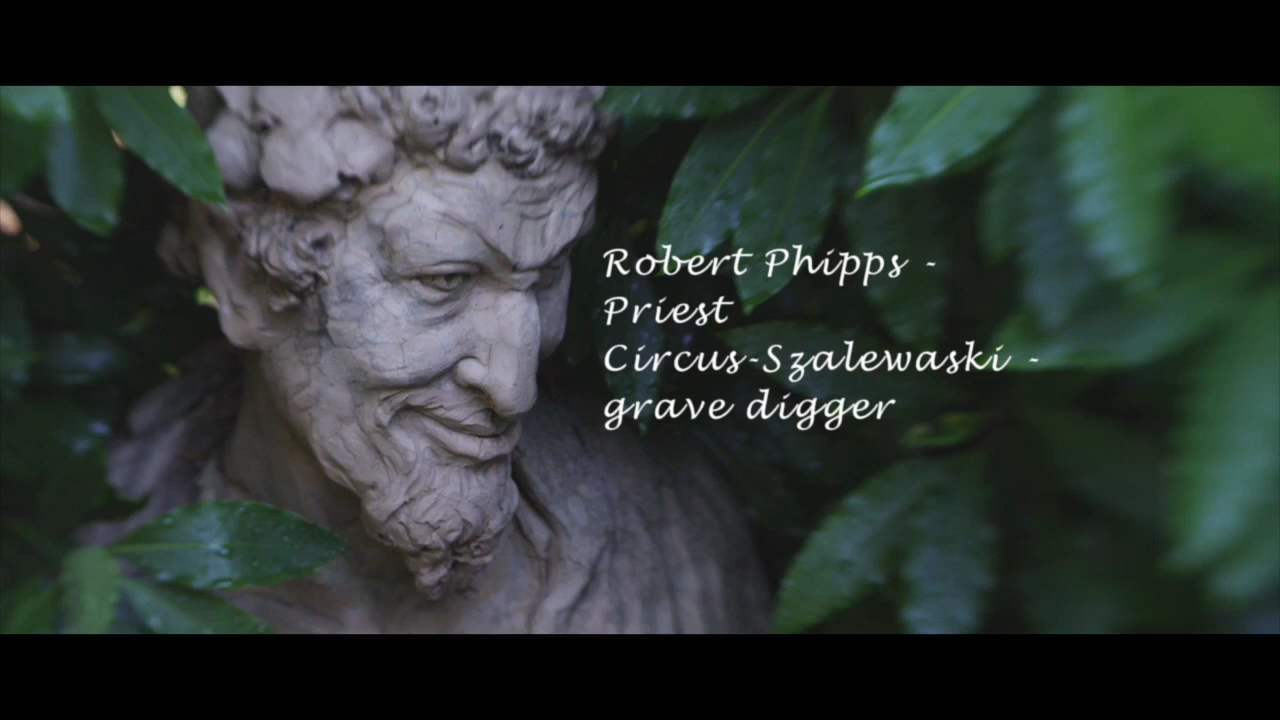 Robert Phipps -
Priest
Circus-Szalewaski -
grave digger